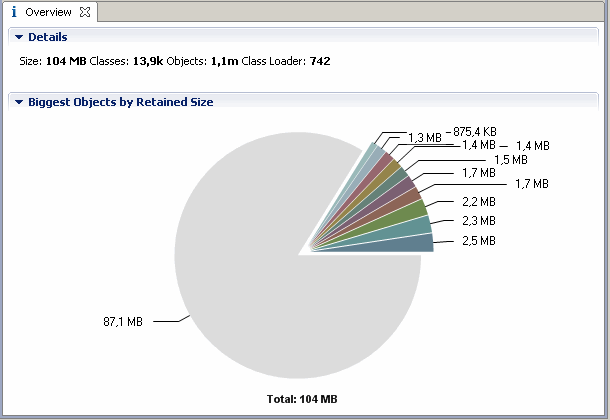 Overview
Details
Size: 104 MB Classes: 13,9k Objects: 1,1m Class Loader: 742
Biggest Objects by Retained Size
875,4 KB
1,3 MB
1,4 MB
1,4 MB
1,5 MB
1,7 MB
1,7 MB
2,2 MB
2,3 MB
2,5 MB
87,1 MB
Total: 104 MB